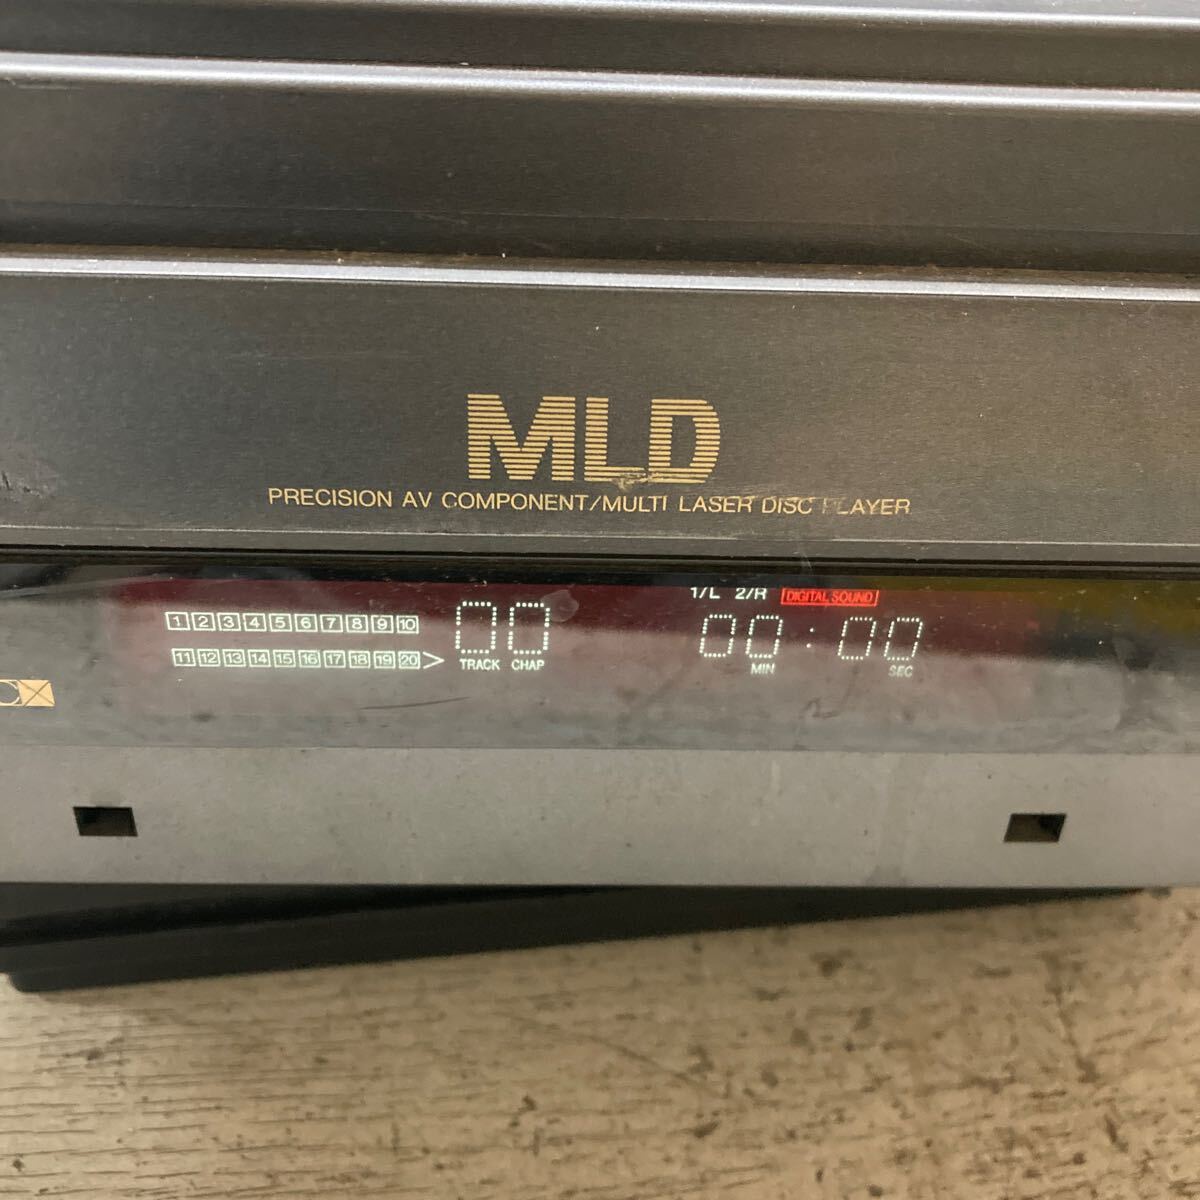 MLD
PRECISION AV COMPONENT/MULTI LASER DISC PLAYER
1/L 2/R DIGITAL SOUND
1 2 3 4 5 6 7 8 9 10
00 00:00
11 12 13 14 15 16 17 18 19 20 >
TRACK CHAP MIN SEC
CX